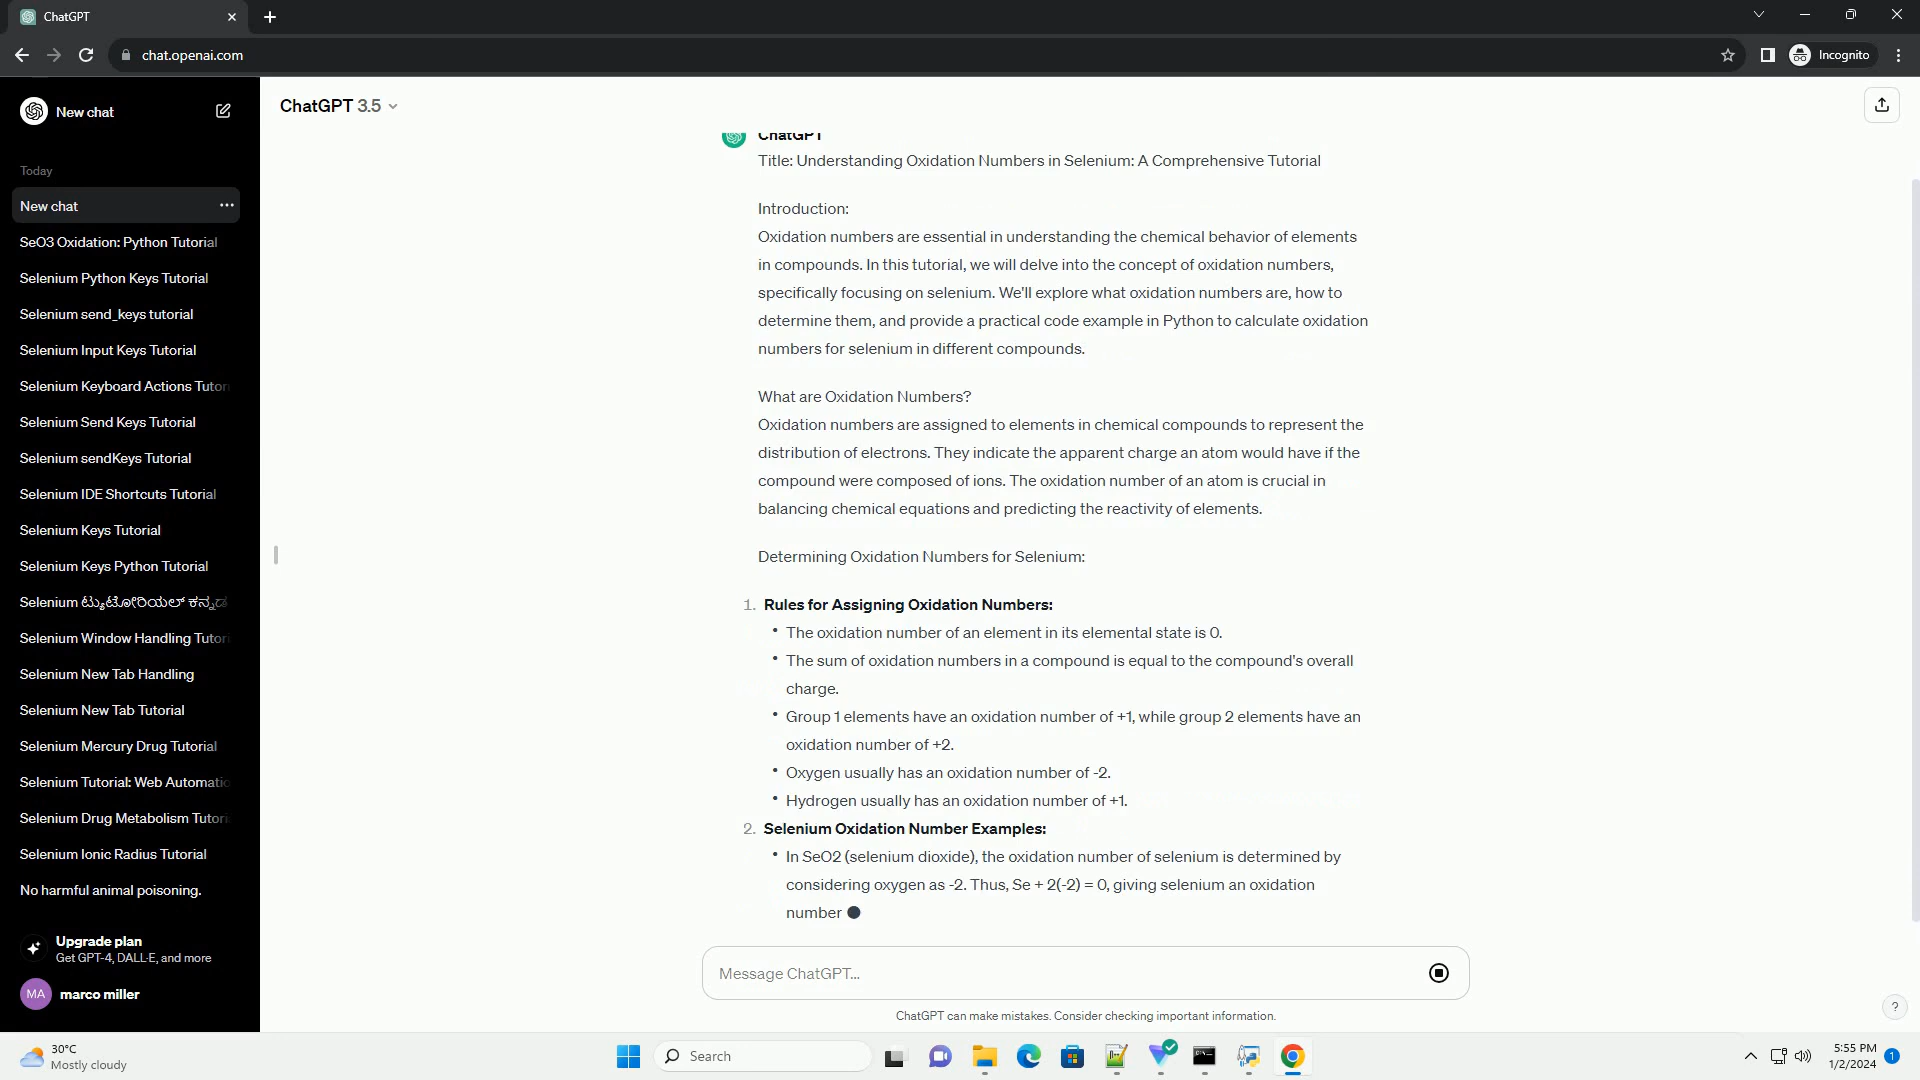 ChatGPT
chat.openai.com
Incognito
New chat
ChatGPT 3.5
Today
New chat
SeO3 Oxidation: Python Tutorial
Selenium Python Keys Tutorial
Selenium send_keys tutorial
Selenium Input Keys Tutorial
Selenium Keyboard Actions Tutor
Selenium Send Keys Tutorial
Selenium sendKeys Tutorial
Selenium IDE Shortcuts Tutorial
Selenium Keys Tutorial
Selenium Keys Python Tutorial
Selenium ಟ್ಯುಟೋರಿಯಲ್ ಕನ್ನಡ
Selenium Window Handling Tutori
Selenium New Tab Handling
Selenium New Tab Tutorial
Selenium Mercury Drug Tutorial
Selenium Tutorial: Web Automatio
Selenium Drug Metabolism Tutori
Selenium Ionic Radius Tutorial
No harmful animal poisoning.
Upgrade plan
Get GPT-4, DALL·E, and more
MA marco miller
ChatGPT
Title: Understanding Oxidation Numbers in Selenium: A Comprehensive Tutorial
Introduction:
Oxidation numbers are essential in understanding the chemical behavior of elements
in compounds. In this tutorial, we will delve into the concept of oxidation numbers,
specifically focusing on selenium. We'll explore what oxidation numbers are, how to
determine them, and provide a practical code example in Python to calculate oxidation
numbers for selenium in different compounds.
What are Oxidation Numbers?
Oxidation numbers are assigned to elements in chemical compounds to represent the
distribution of electrons. They indicate the apparent charge an atom would have if the
compound were composed of ions. The oxidation number of an atom is crucial in
balancing chemical equations and predicting the reactivity of elements.
Determining Oxidation Numbers for Selenium:
1. Rules for Assigning Oxidation Numbers:
• The oxidation number of an element in its elemental state is 0.
• The sum of oxidation numbers in a compound is equal to the compound's overall
charge.
• Group 1 elements have an oxidation number of +1, while group 2 elements have an
oxidation number of +2.
• Oxygen usually has an oxidation number of -2.
• Hydrogen usually has an oxidation number of +1.
2. Selenium Oxidation Number Examples:
• In SeO2 (selenium dioxide), the oxidation number of selenium is determined by
considering oxygen as -2. Thus, Se + 2(-2) = 0, giving selenium an oxidation
number
Message ChatGPT...
ChatGPT can make mistakes. Consider checking important information.
?
30°C
Mostly cloudy
Search
5:55 PM
1/2/2024
1